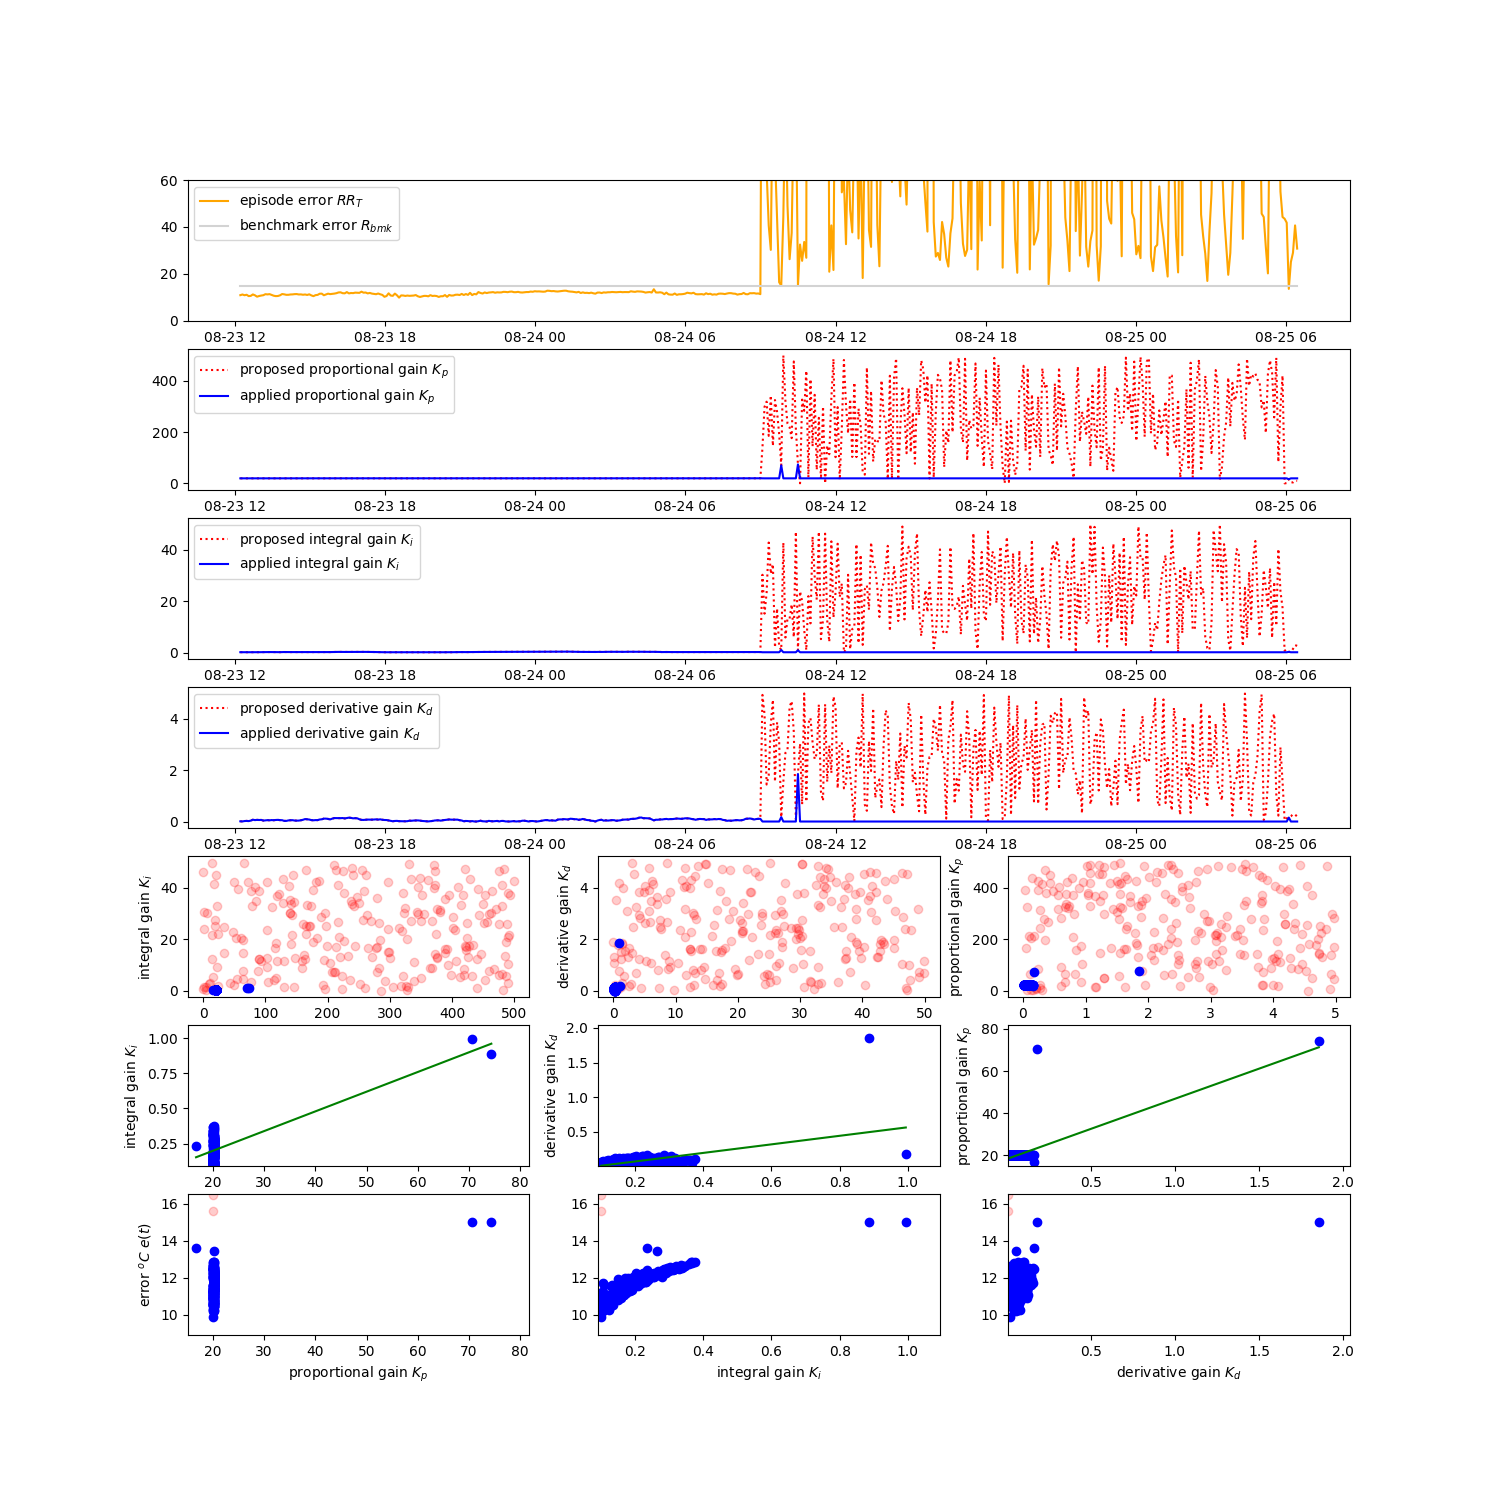 60
40
20
0
episode error RR_T
benchmark error R_bmk
08-23 12 08-23 18 08-24 00 08-24 06 08-24 12 08-24 18 08-25 00 08-25 06
400
200
0
proposed proportional gain K_p
applied proportional gain K_p
08-23 12 08-23 18 08-24 00 08-24 06 08-24 12 08-24 18 08-25 00 08-25 06
40
20
0
proposed integral gain K_i
applied integral gain K_i
08-23 12 08-23 18 08-24 00 08-24 06 08-24 12 08-24 18 08-25 00 08-25 06
4
2
0
proposed derivative gain K_d
applied derivative gain K_d
08-23 12 08-23 18 08-24 00 08-24 06 08-24 12 08-24 18 08-25 00 08-25 06
integral gain K_i
40
20
0
0 100 200 300 400 500
derivative gain K_d
4
2
0
0 10 20 30 40 50
proportional gain K_p
400
200
0
0 1 2 3 4 5
integral gain K_i
1.00
0.75
0.50
0.25
20 30 40 50 60 70 80
derivative gain K_d
2.0
1.5
1.0
0.5
0.2 0.4 0.6 0.8 1.0
proportional gain K_p
80
60
40
20
0.5 1.0 1.5 2.0
error °C e(t)
16
14
12
10
20 30 40 50 60 70 80
proportional gain K_p
16
14
12
10
0.2 0.4 0.6 0.8 1.0
integral gain K_i
16
14
12
10
0.5 1.0 1.5 2.0
derivative gain K_d